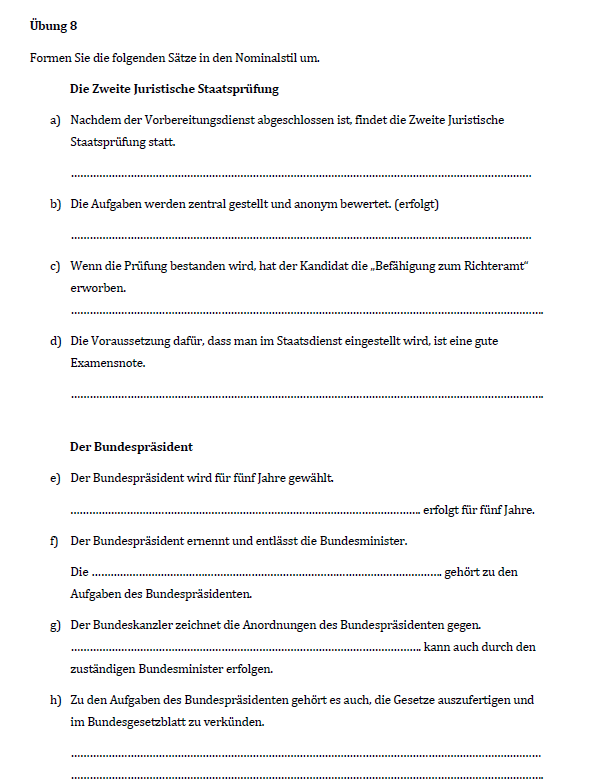 Übung 8
Formen Sie die folgenden Sätze in den Nominalstil um.
Die Zweite Juristische Staatsprüfung
a) Nachdem der Vorbereitungsdienst abgeschlossen ist, findet die Zweite Juristische
Staatsprüfung statt.
……………………………………………………………………………………………………………………………
b) Die Aufgaben werden zentral gestellt und anonym bewertet. (erfolgt)
……………………………………………………………………………………………………………………………
c) Wenn die Prüfung bestanden wird, hat der Kandidat die „Befähigung zum Richteramt“
erworben.
……………………………………………………………………………………………………………………………….
d) Die Voraussetzung dafür, dass man im Staatsdienst eingestellt wird, ist eine gute
Examensnote.
……………………………………………………………………………………………………………………………….
Der Bundespräsident
e) Der Bundespräsident wird für fünf Jahre gewählt.
……………………………………………………………………………………………. erfolgt für fünf Jahre.
f) Der Bundespräsident ernennt und entlässt die Bundesminister.
Die ……………………………………………………………………………………………. gehört zu den
Aufgaben des Bundespräsidenten.
g) Der Bundeskanzler zeichnet die Anordnungen des Bundespräsidenten gegen.
……………………………………………………………………………………………. kann auch durch den
zuständigen Bundesminister erfolgen.
h) Zu den Aufgaben des Bundespräsidenten gehört es auch, die Gesetze auszufertigen und
im Bundesgesetzblatt zu verkünden.
………………………………………………………………………………………………………………………………
……………………………………………………………………………………………………………………………….